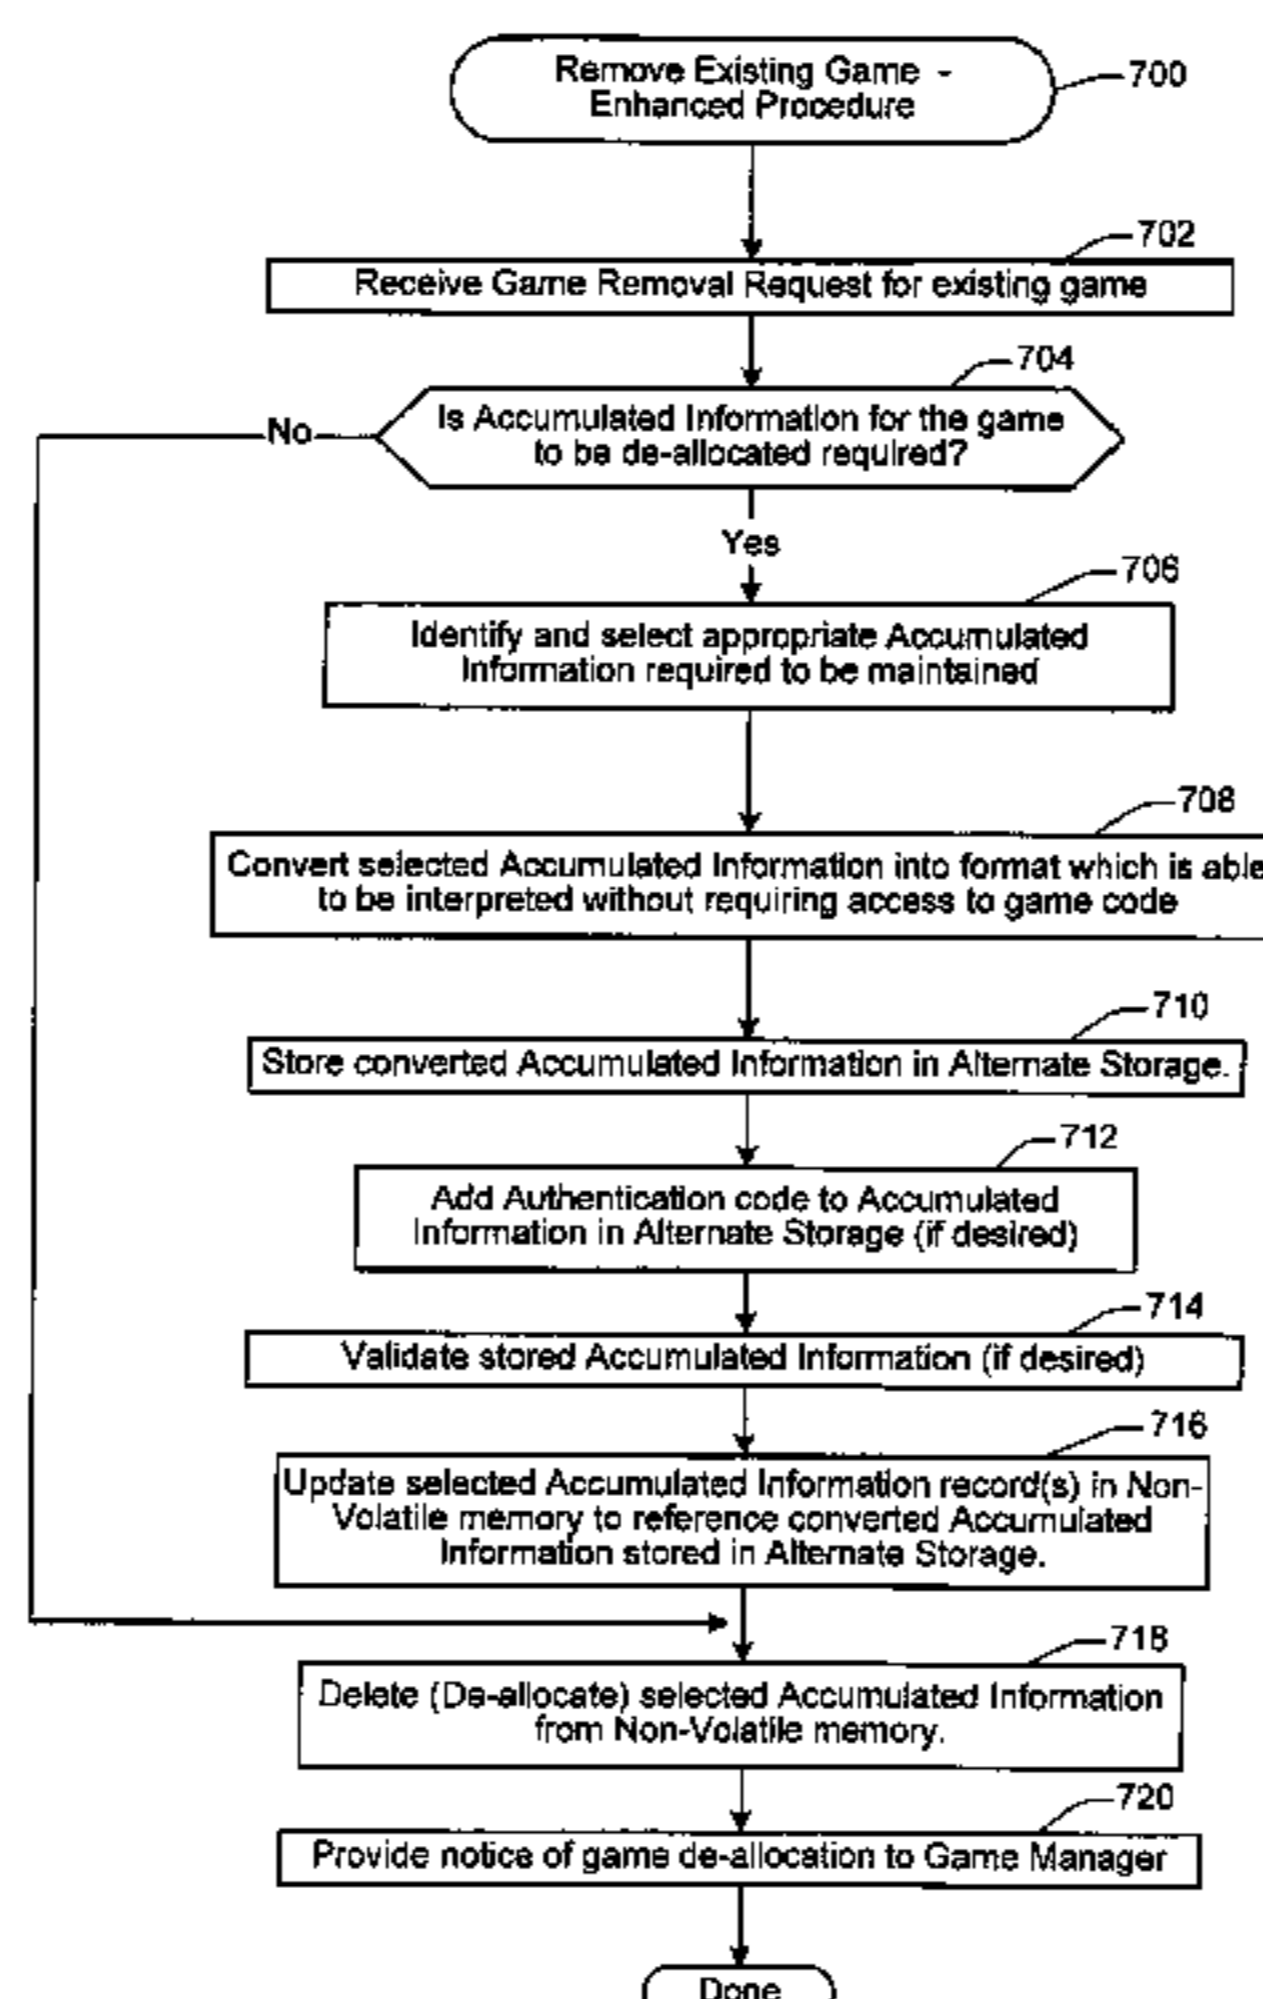 Remove Existing Game -
Enhanced Procedure
700
702
Receive Game Removal Request for existing game
704
No
Is Accumulated Information for the game
to be de-allocated required?
Yes
706
Identify and select appropriate Accumulated
Information required to be maintained
708
Convert selected Accumulated Information into format which is able
to be interpreted without requiring access to game code
710
Store converted Accumulated Information in Alternate Storage.
712
Add Authentication code to Accumulated
Information in Alternate Storage (if desired)
714
Validate stored Accumulated Information (if desired)
716
Update selected Accumulated Information record(s) in Non-
Volatile memory to reference converted Accumulated
Information stored in Alternate Storage.
718
Delete (De-allocate) selected Accumulated Information
from Non-Volatile memory.
720
Provide notice of game de-allocation to Game Manager
Done